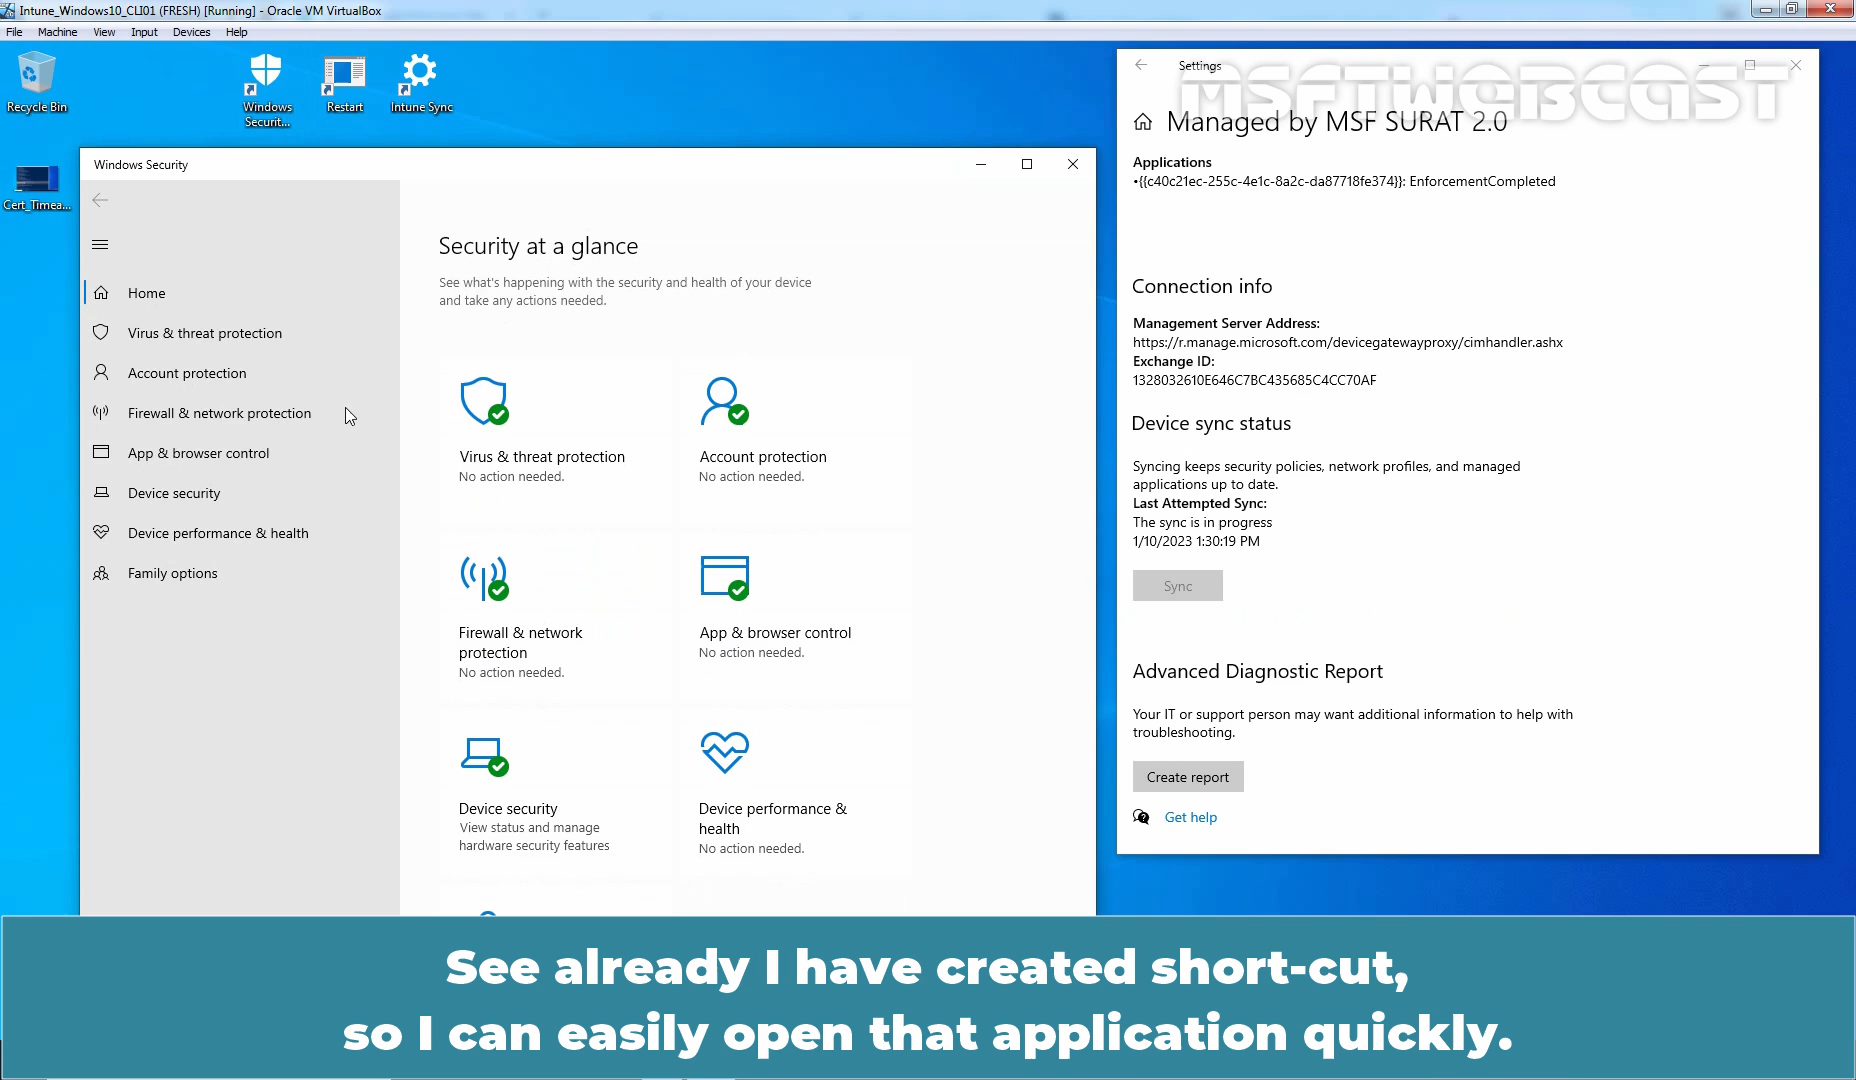 Intune_Windows10_CLI01 (FRESH) [Running] - Oracle VM VirtualBox
File Machine View Input Devices Help
Recycle Bin
Windows
Securit...
Restart
Intune Sync
Cert_Timea...
Windows Security
Home
Virus & threat protection
Account protection
Firewall & network protection
App & browser control
Device security
Device performance & health
Family options
Security at a glance
See what's happening with the security and health of your device
and take any actions needed.
Virus & threat protection
No action needed.
Account protection
No action needed.
Firewall & network
protection
No action needed.
App & browser control
No action needed.
Device security
View status and manage
hardware security features
Device performance &
health
No action needed.
Settings
MSFTWEBCAST
Managed by MSF SURAT 2.0
Applications
•{{c40c21ec-255c-4e1c-8a2c-da87718fe374}}: EnforcementCompleted
Connection info
Management Server Address:
https://r.manage.microsoft.com/devicegatewayproxy/cimhandler.ashx
Exchange ID:
1328032610E646C7BC435685C4CC70AF
Device sync status
Syncing keeps security policies, network profiles, and managed
applications up to date.
Last Attempted Sync:
The sync is in progress
1/10/2023 1:30:19 PM
Sync
Advanced Diagnostic Report
Your IT or support person may want additional information to help with
troubleshooting.
Create report
Get help
See already I have created short-cut,
so I can easily open that application quickly.